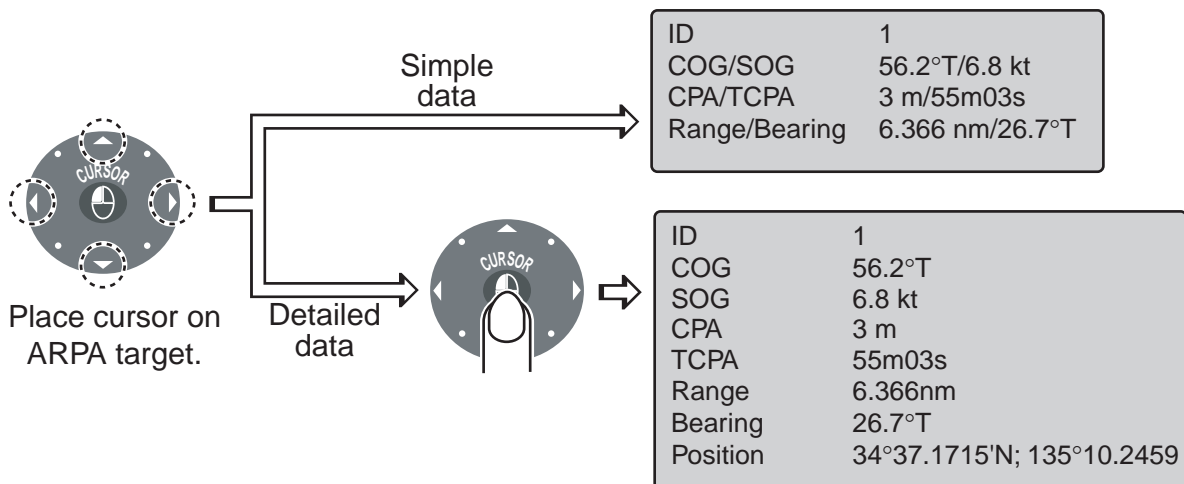 Simple
data
ID 1
COG/SOG 56.2°T/6.8 kt
CPA/TCPA 3 m/55m03s
Range/Bearing 6.366 nm/26.7°T
CURSOR
Place cursor on
ARPA target.
Detailed
data
CURSOR
ID 1
COG 56.2°T
SOG 6.8 kt
CPA 3 m
TCPA 55m03s
Range 6.366nm
Bearing 26.7°T
Position 34°37.1715'N; 135°10.2459